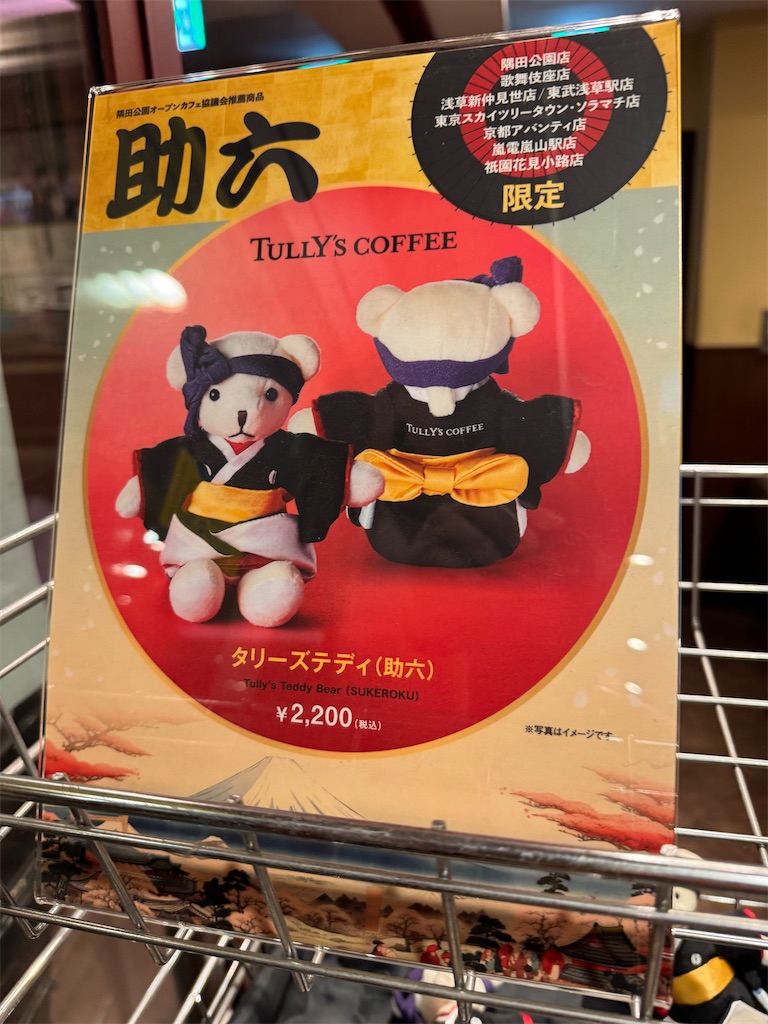 隅田公園オープンカフェ協議会推薦商品
助六
隅田公園店
歌舞伎座店
浅草新仲見世店/東武浅草駅店
東京スカイツリータウン・ソラマチ店
京都アバンティ店
嵐電嵐山駅店
祇園花見小路店
限定
TULLY'S COFFEE
TULLY'S COFFEE
タリーズテディ(助六)
Tully's Teddy Bear (SUKEROKU)
¥2,200(税込)
※写真はイメージです